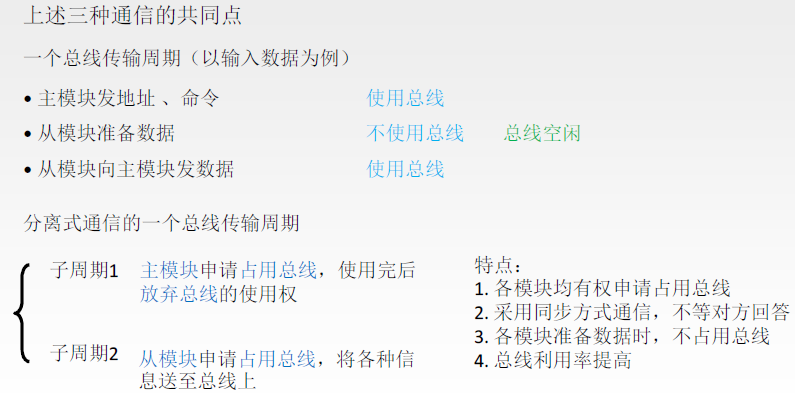 上述三种通信的共同点
一个总线传输周期（以输入数据为例）
• 主模块发地址 、命令 使用总线
• 从模块准备数据 不使用总线 总线空闲
• 从模块向主模块发数据 使用总线
分离式通信的一个总线传输周期
子周期1 主模块申请占用总线，使用完后
放弃总线的使用权
子周期2 从模块申请占用总线，将各种信
息送至总线上
特点：
1. 各模块均有权申请占用总线
2. 采用同步方式通信，不等对方回答
3. 各模块准备数据时，不占用总线
4. 总线利用率提高